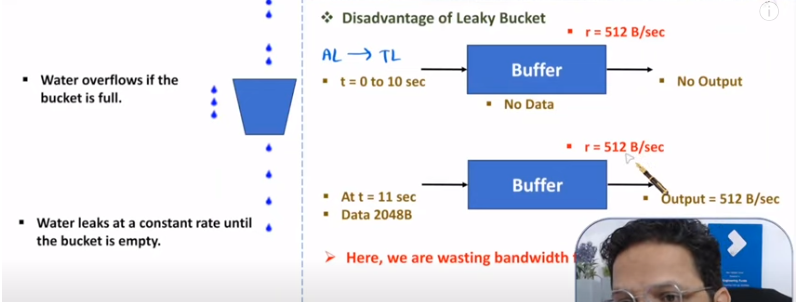 ❖ Disadvantage of Leaky Bucket
▪ r = 512 B/sec
AL → TL
▪ t = 0 to 10 sec
Buffer
▪ No Output
▪ No Data
▪ Water overflows if the
bucket is full.
▪ r = 512 B/sec
Buffer
▪ At t = 11 sec
▪ Data 2048B
▪ Output = 512 B/sec
▪ Water leaks at a constant rate until
the bucket is empty.
➢ Here, we are wasting bandwidth